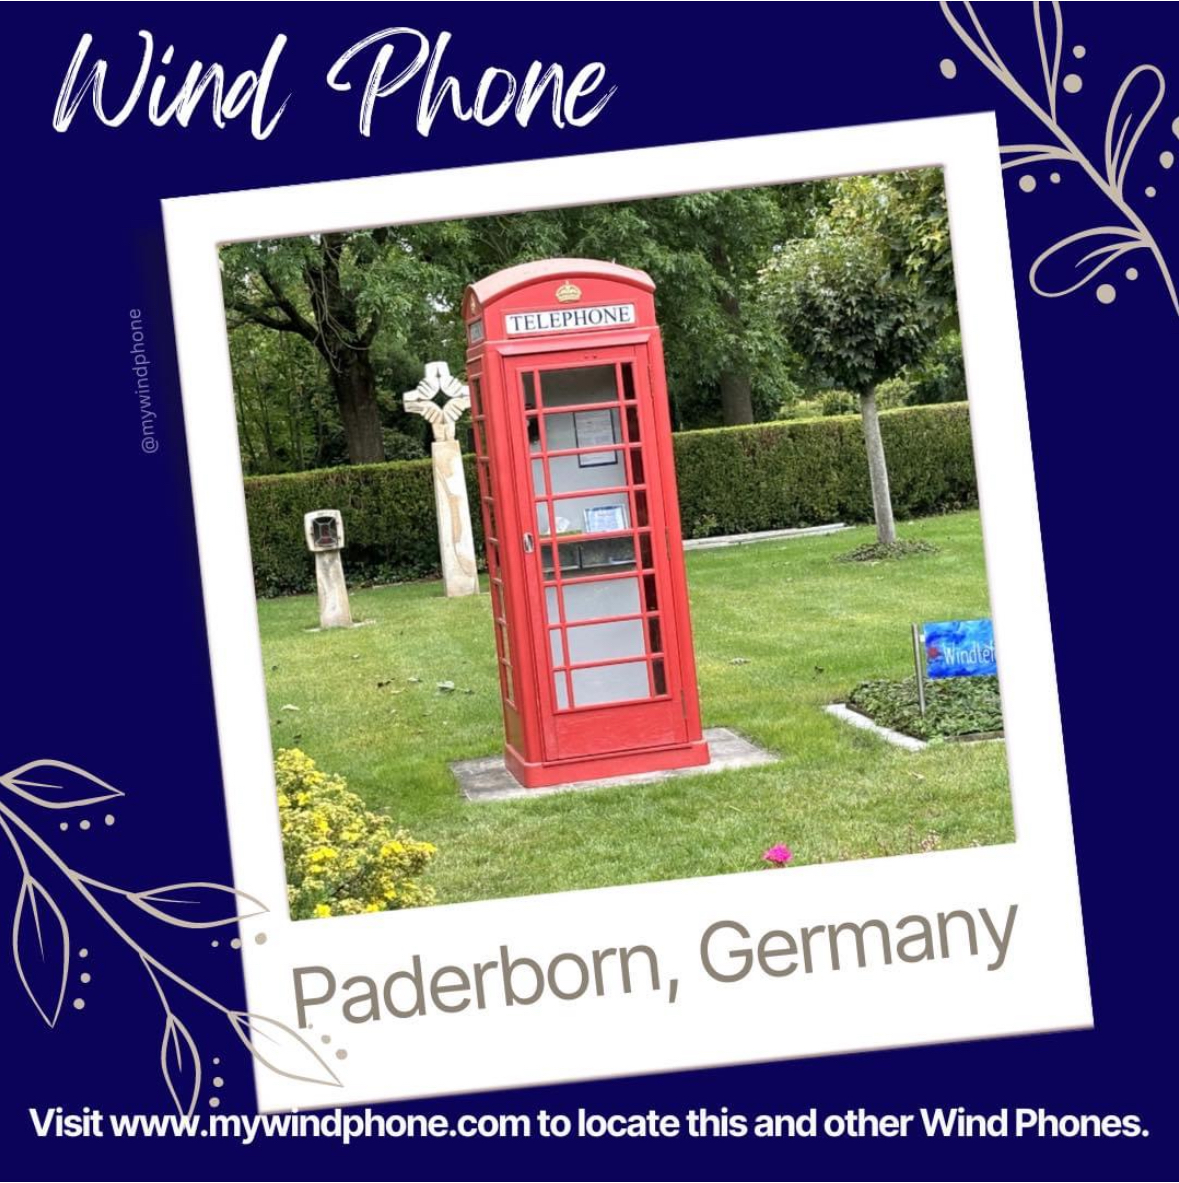 Wind Phone
@mywindphone
TELEPHONE
Paderborn, Germany
Visit www.mywindphone.com to locate this and other Wind Phones.